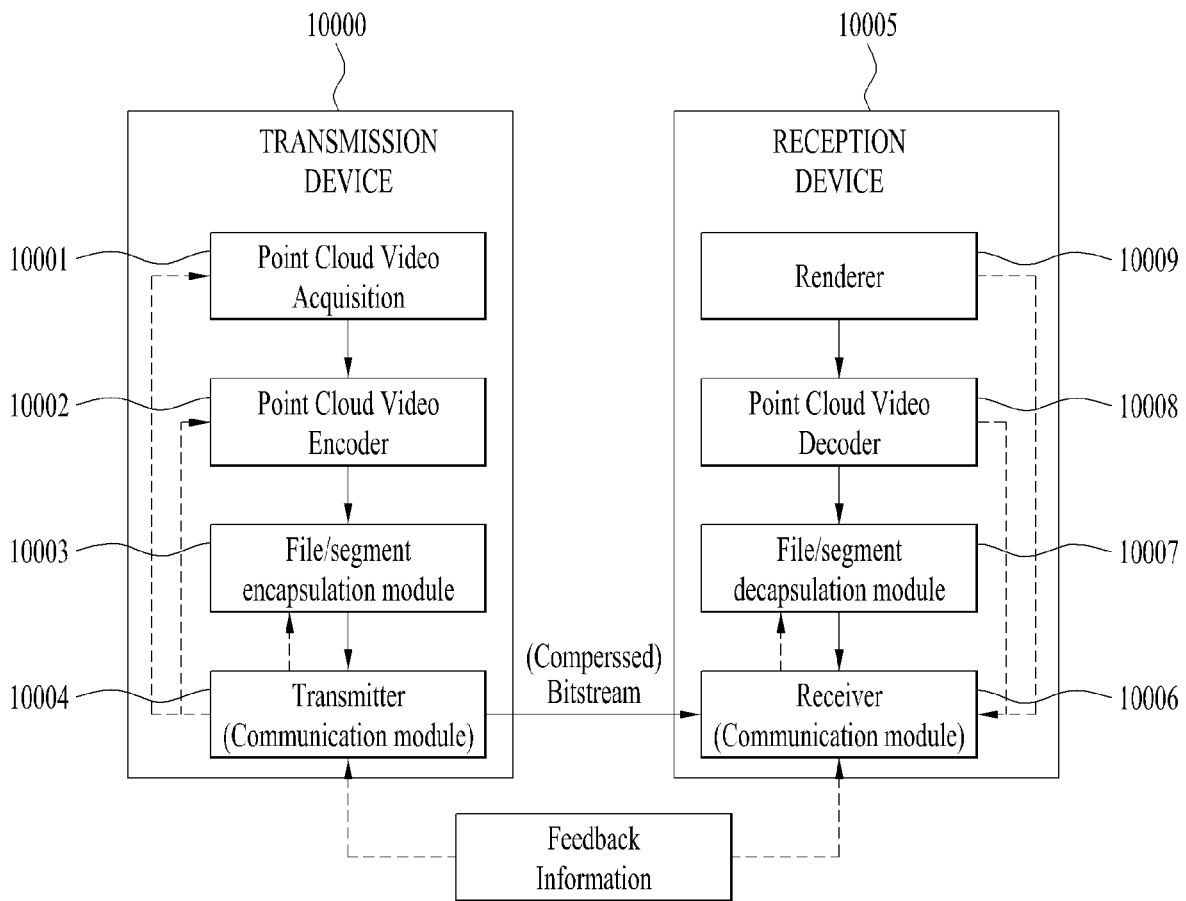 10000
10005
TRANSMISSION
DEVICE
RECEPTION
DEVICE
10001
Point Cloud Video
Acquisition
Renderer
10009
10002
Point Cloud Video
Encoder
Point Cloud Video
Decoder
10008
10003
File/segment
encapsulation module
File/segment
decapsulation module
10007
10004
Transmitter
(Communication module)
(Comperssed)
Bitstream
Receiver
(Communication module)
10006
Feedback
Information